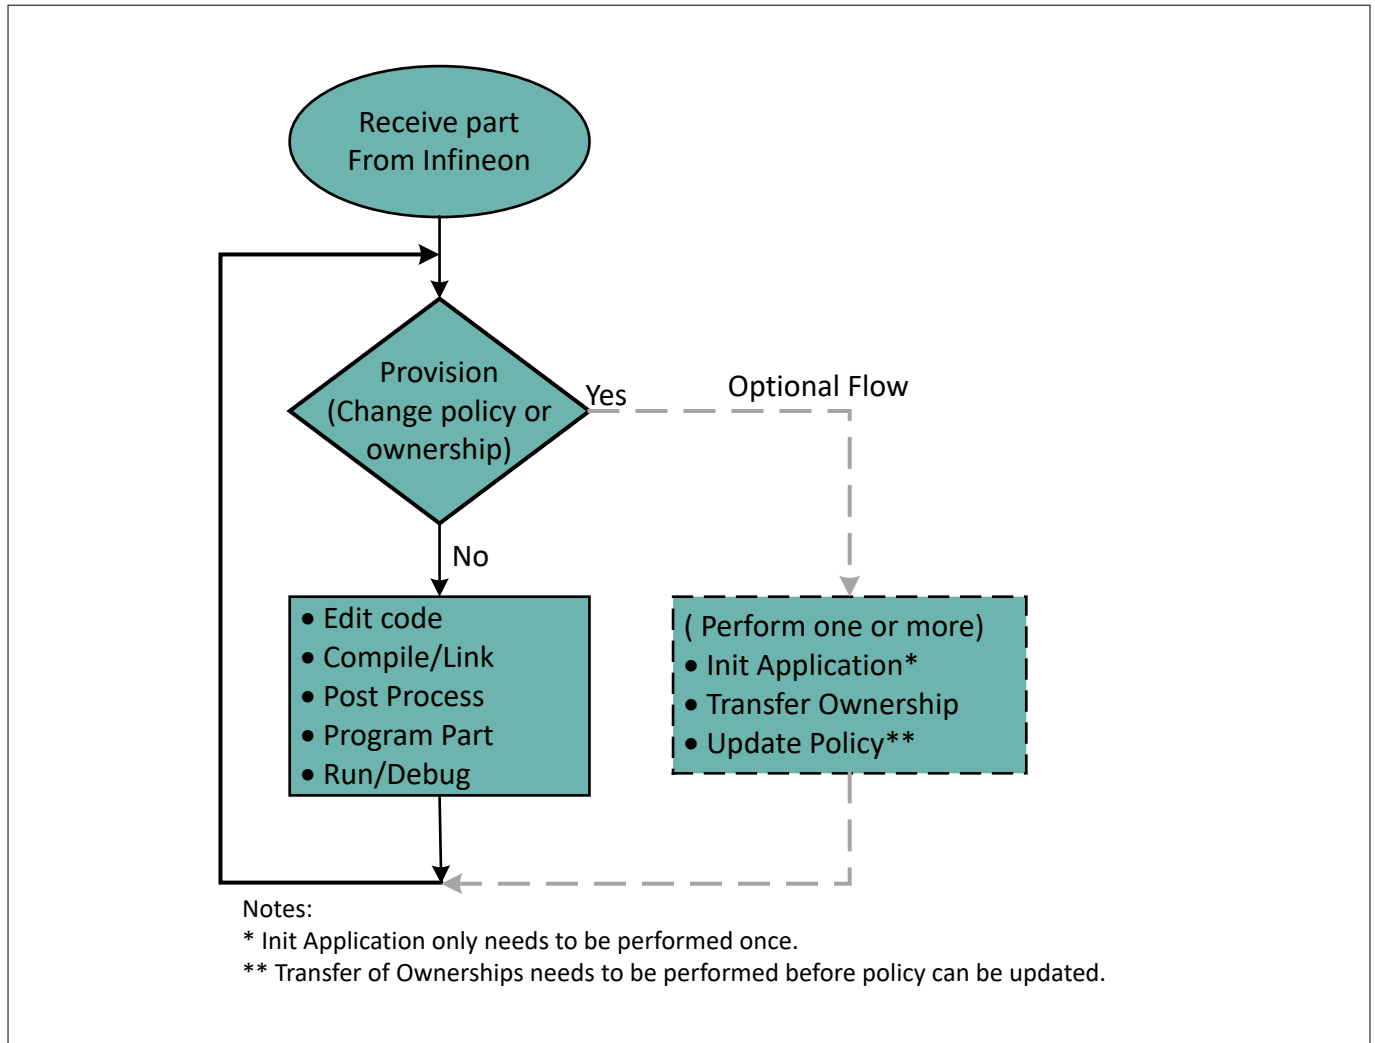 Receive part
From Infineon
Provision
(Change policy or
ownership)
Yes
Optional Flow
No
• Edit code
• Compile/Link
• Post Process
• Program Part
• Run/Debug
( Perform one or more)
• Init Application*
• Transfer Ownership
• Update Policy**
Notes:
* Init Application only needs to be performed once.
** Transfer of Ownerships needs to be performed before policy can be updated.